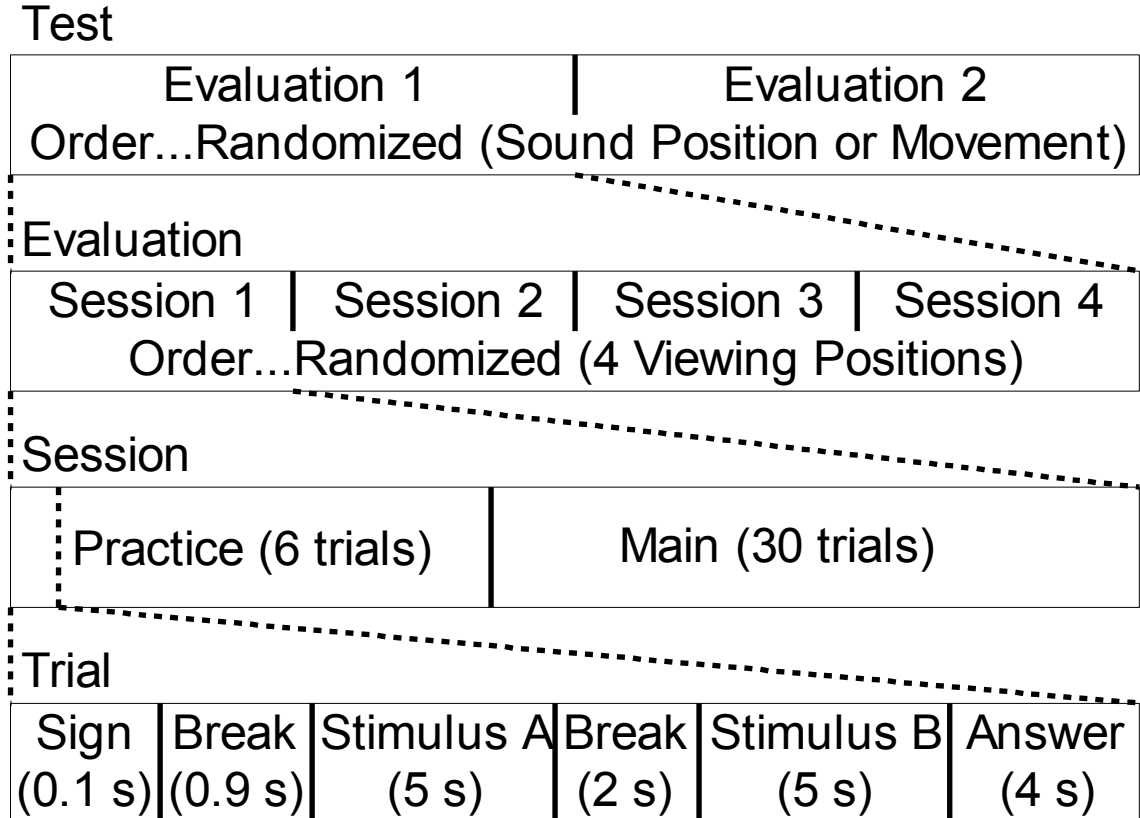 Test
Evaluation 1 Evaluation 2
Order...Randomized (Sound Position or Movement)
Evaluation
Session 1 Session 2 Session 3 Session 4
Order...Randomized (4 Viewing Positions)
Session
Practice (6 trials) Main (30 trials)
Trial
Sign Break Stimulus A Break Stimulus B Answer
(0.1 s) (0.9 s) (5 s) (2 s) (5 s) (4 s)